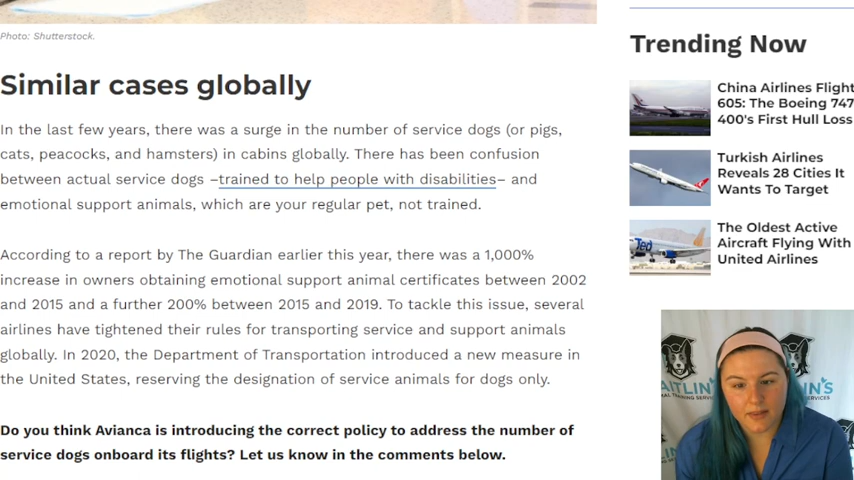 Photo: Shutterstock.
Similar cases globally
In the last few years, there was a surge in the number of service dogs (or pigs,
cats, peacocks, and hamsters) in cabins globally. There has been confusion
between actual service dogs –trained to help people with disabilities– and
emotional support animals, which are your regular pet, not trained.
According to a report by The Guardian earlier this year, there was a 1,000%
increase in owners obtaining emotional support animal certificates between 2002
and 2015 and a further 200% between 2015 and 2019. To tackle this issue, several
airlines have tightened their rules for transporting service and support animals
globally. In 2020, the Department of Transportation introduced a new measure in
the United States, reserving the designation of service animals for dogs only.
Do you think Avianca is introducing the correct policy to address the number of
service dogs onboard its flights? Let us know in the comments below.
Trending Now
China Airlines Flight
605: The Boeing 747
400's First Hull Loss
Turkish Airlines
Reveals 28 Cities It
Wants To Target
The Oldest Active
Aircraft Flying With
United Airlines
Ted
AITLIN'S
NAL TRAINING SERVICES
LIN'S
SERVICES